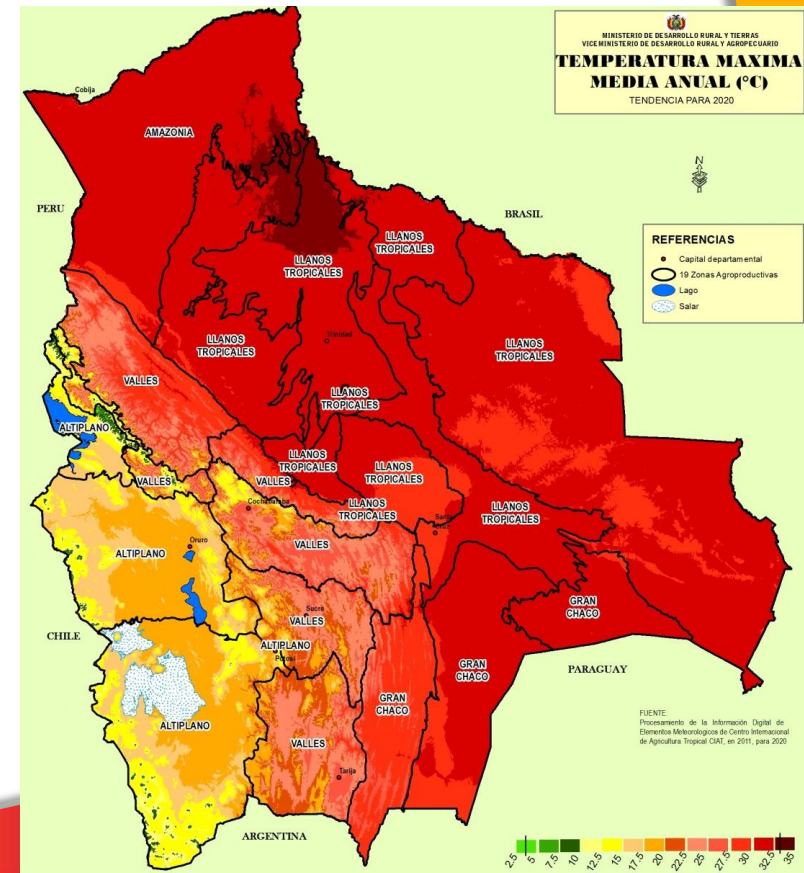 MINISTERIO DE DESARROLLO RURAL Y TIERRAS
VICEMINISTERIO DE DESARROLLO RURAL Y AGROPECUARIO
TEMPERATURA MAXIMA
MEDIA ANUAL (°C)
TENDENCIA PARA 2020
N
Cobija
AMAZONIA
PERU
BRASIL
LLANOS
TROPICALES
LLANOS
TROPICALES
REFERENCIAS
Capital departamental
19 Zonas Agroproductivas
Lago
Salar
Trinidad
LLANOS
TROPICALES
LLANOS
TROPICALES
VALLES
LLANOS
TROPICALES
ALTIPLANO
LLANOS
TROPICALES
LLANOS
TROPICALES
VALLES
VALLES
Cochabamba
LLANOS
TROPICALES
Santa
Cruz
LLANOS
TROPICALES
VALLES
Oruro
ALTIPLANO
GRAN
CHACO
Sucre
VALLES
CHILE
ALTIPLANO
Potosi
GRAN
CHACO
PARAGUAY
GRAN
CHACO
ALTIPLANO
VALLES
Tarija
FUENTE:
Procesamiento de la Información Digital de
Elementos Meteorologicos de Centro Internacional
de Agricultura Tropical CIAT, en 2011, para 2020
ARGENTINA
2.5 5 7.5 10 12.5 15 17.5 20 22.5 25 27.5 30 32.5 35